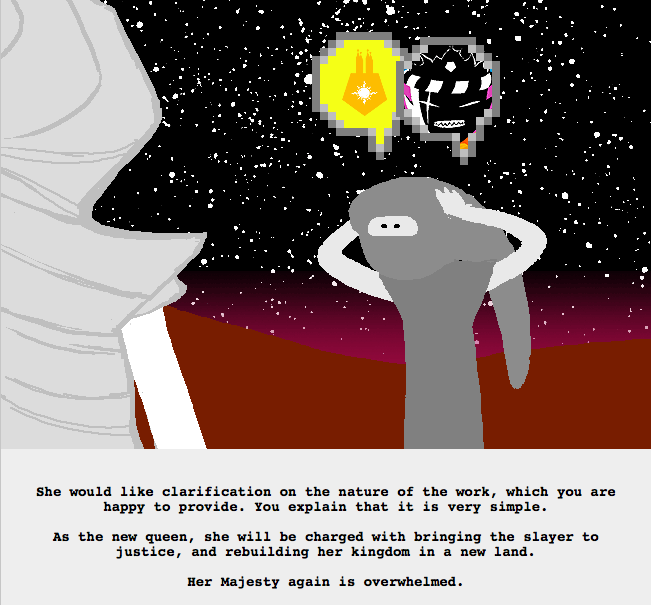 She would like clarification on the nature of the work, which you are
happy to provide. You explain that it is very simple.
As the new queen, she will be charged with bringing the slayer to
justice, and rebuilding her kingdom in a new land.
Her Majesty again is overwhelmed.